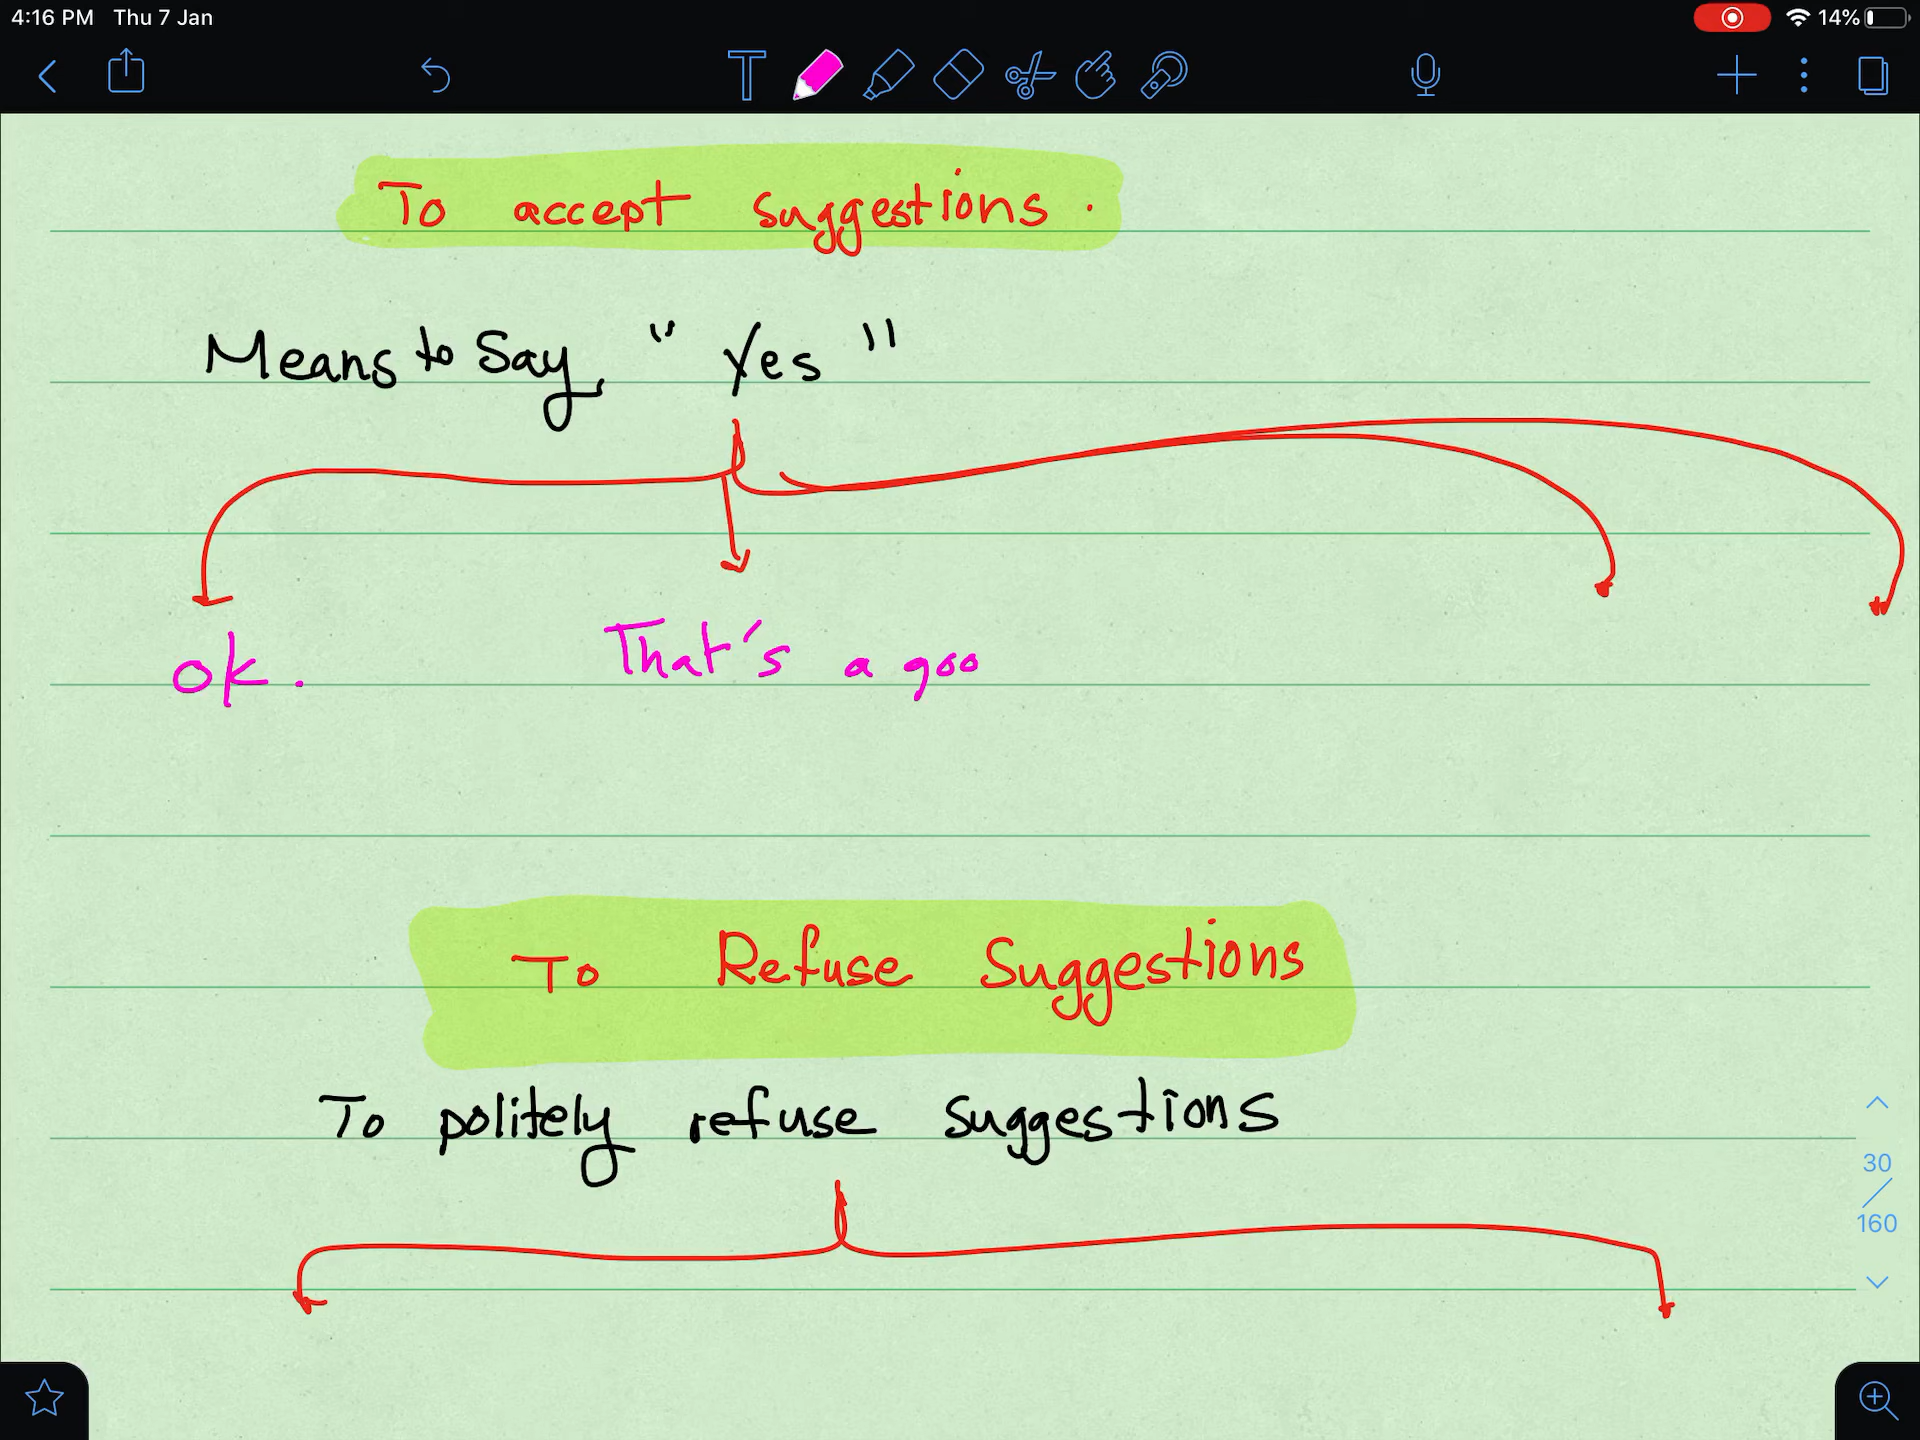 4:16 PM Thu 7 Jan
14%
To accept suggestions.
Means to Say " Yes "
ok.
That's a goo
To Refuse Suggestions
To politely refuse suggestions
30
160